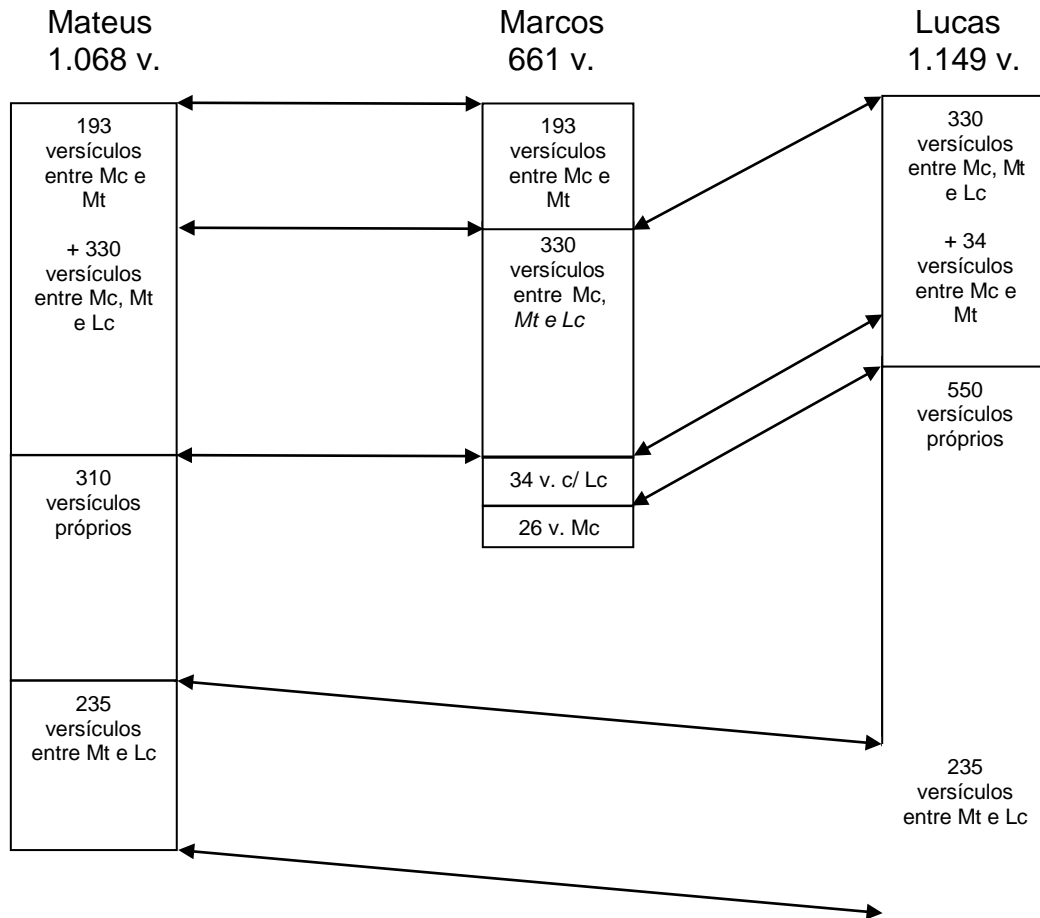 Mateus
1.068 v.
Marcos
661 v.
Lucas
1.149 v.
193
versículos
entre Mc e
Mt
+ 330
versículos
entre Mc, Mt
e Lc
310
versículos
próprios
235
versículos
entre Mt e Lc
193
versículos
entre Mc e
Mt
330
versículos
entre Mc,
Mt e Lc
34 v. c/ Lc
26 v. Mc
330
versículos
entre Mc, Mt
e Lc
+ 34
versículos
entre Mc e
Mt
550
versículos
próprios
235
versículos
entre Mt e Lc